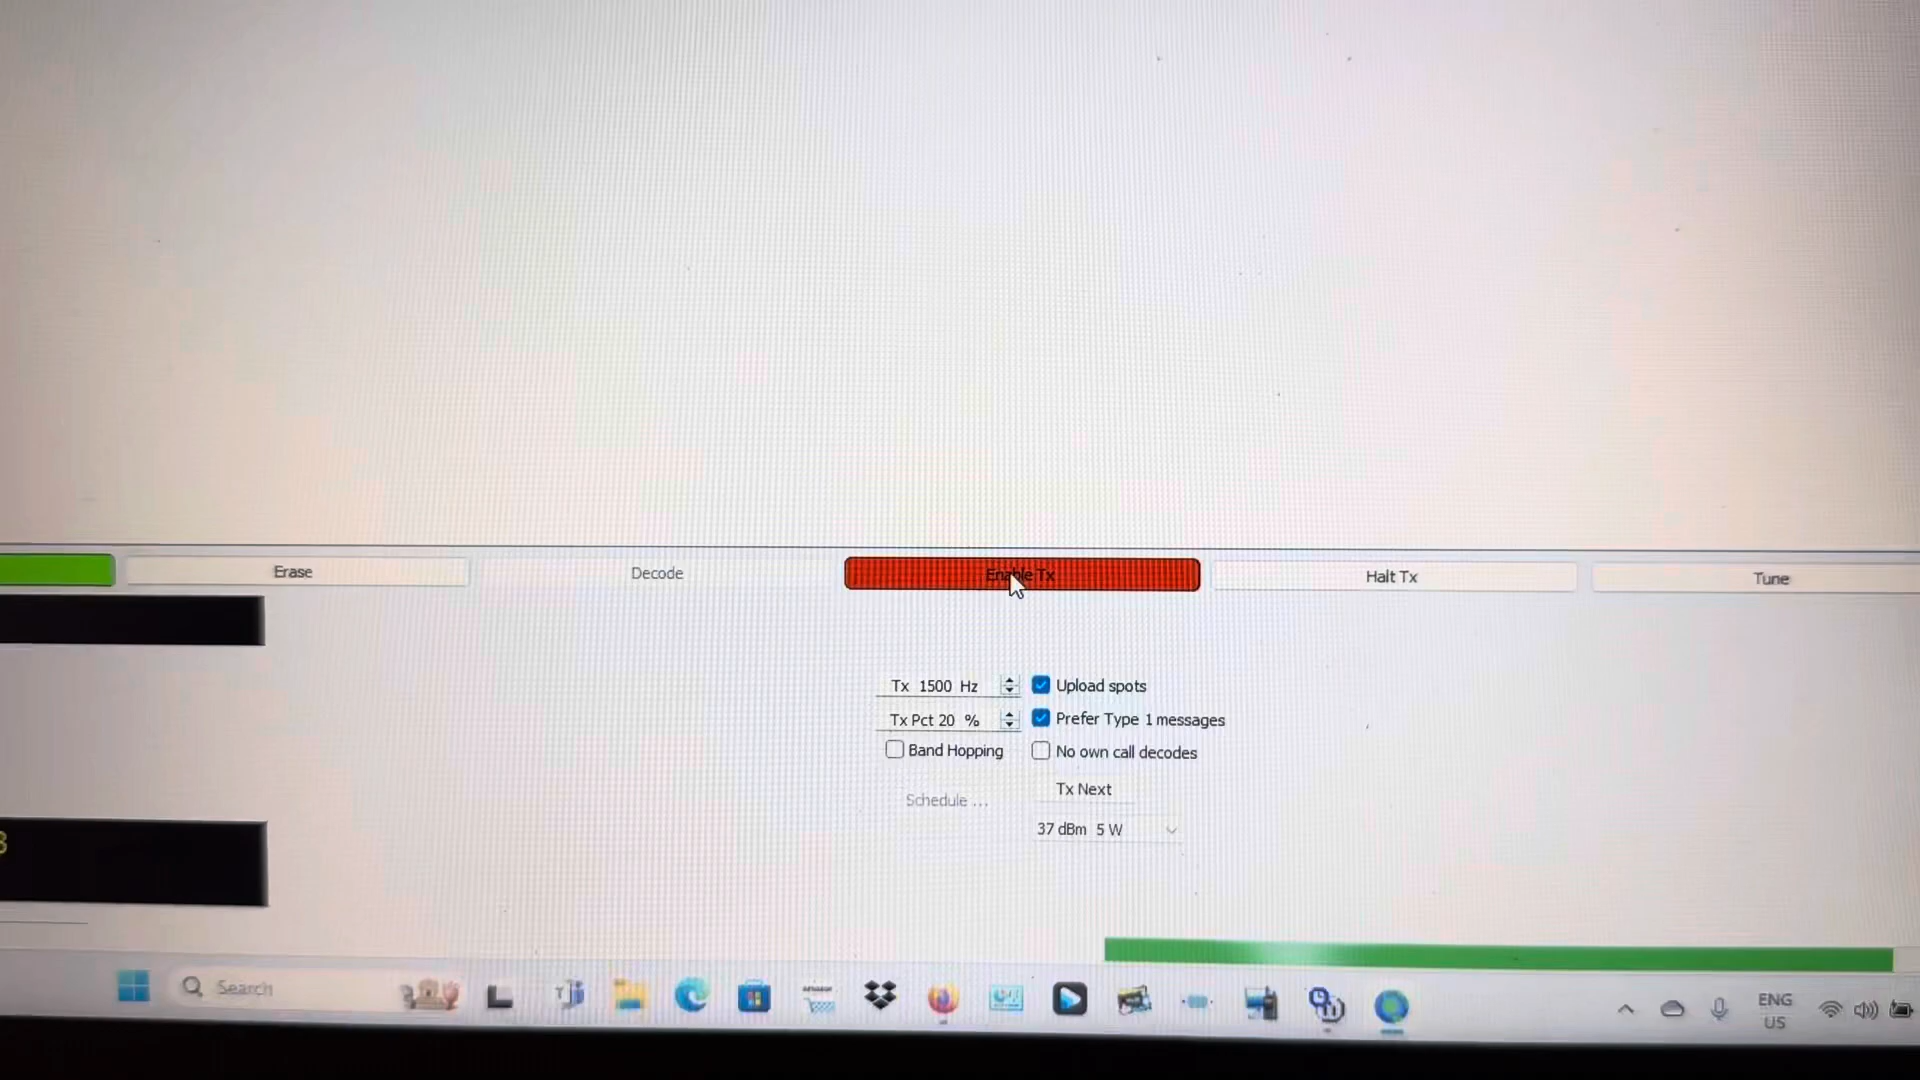 Erase
Decode
Enable Tx
Halt Tx
Tune
Tx 1500 Hz
Upload spots
Tx Pct 20 %
Prefer Type 1 messages
Band Hopping
No own call decodes
Tx Next
Schedule ...
37 dBm 5 W
Search
ENG
US